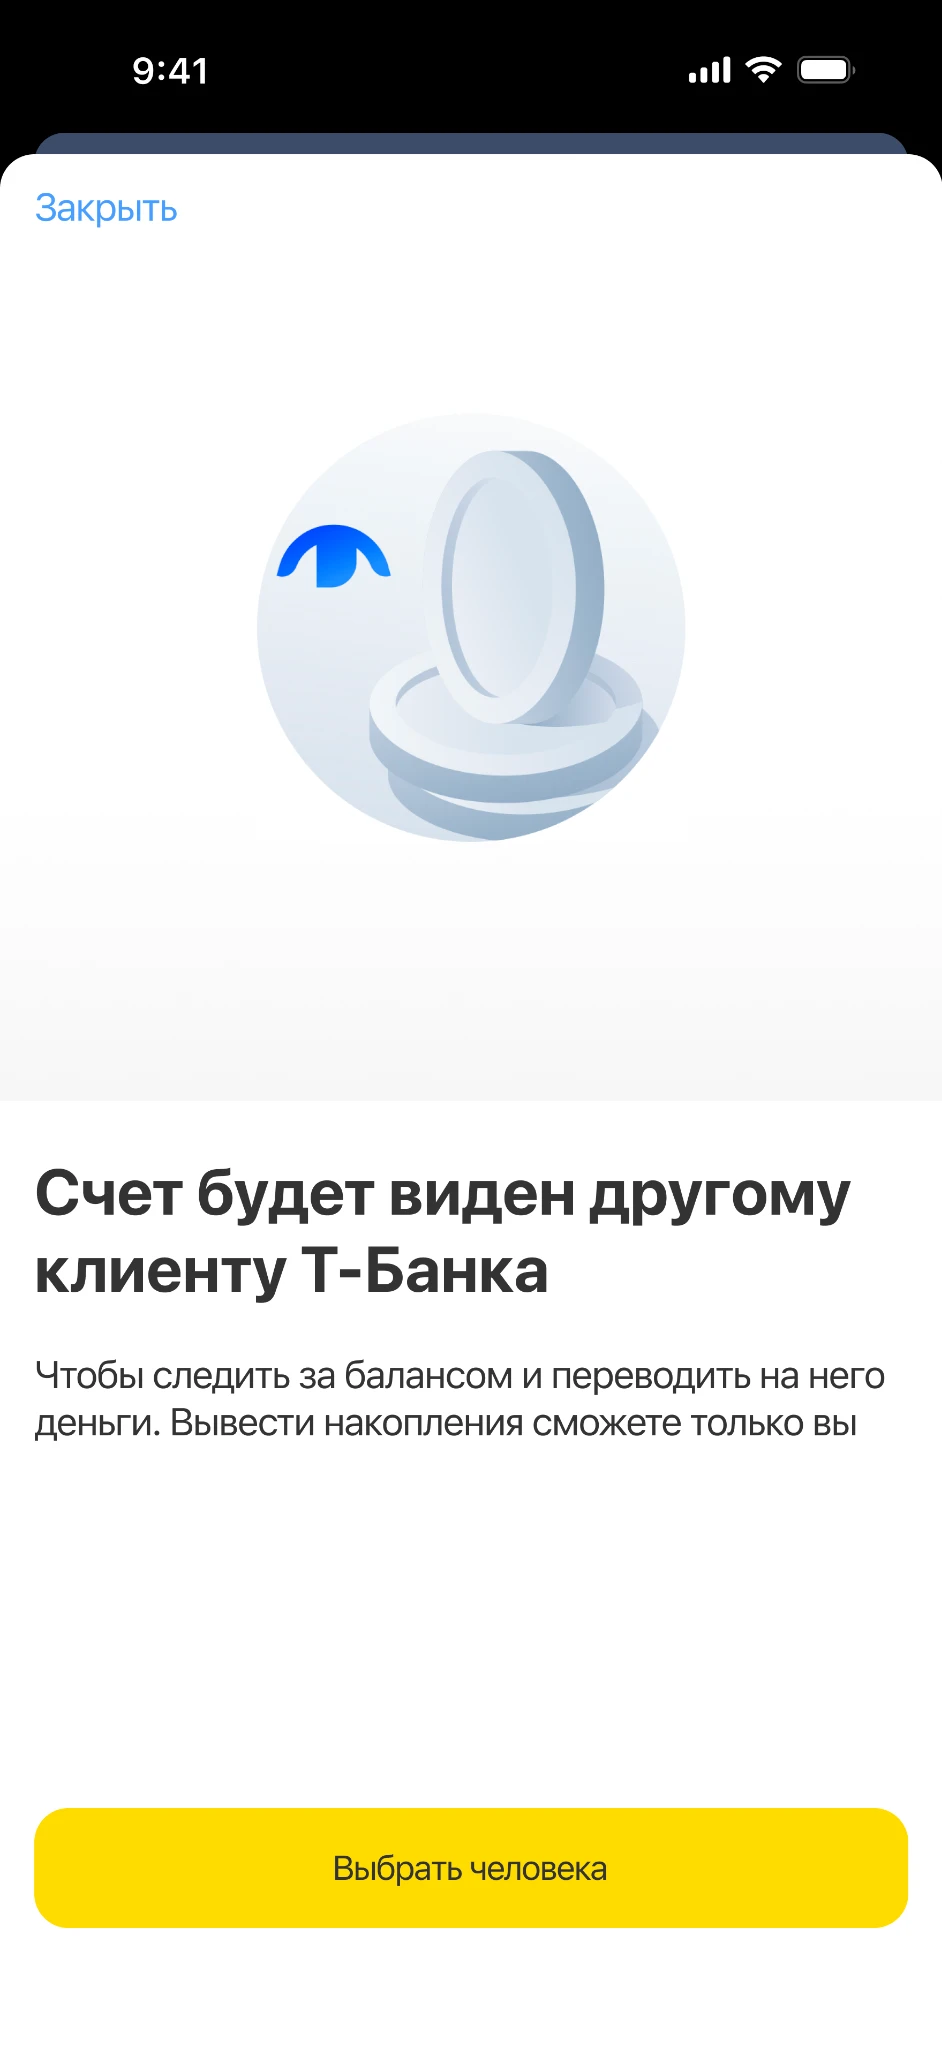 9:41
Закрыть
Счет будет виден другому
клиенту Т-Банка
Чтобы следить за балансом и переводить на него
деньги. Вывести накопления сможете только вы
Выбрать человека